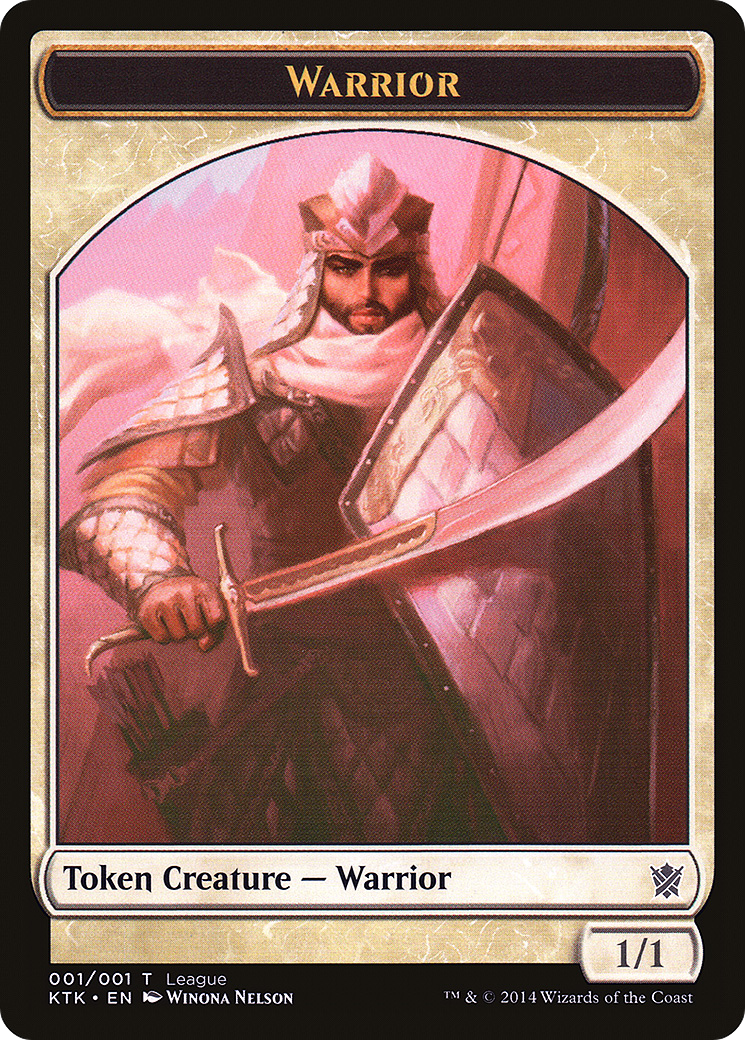 Warrior
Token Creature — Warrior
1/1
001/001 T League
KTK • EN Winona Nelson
™ & © 2014 Wizards of the Coast